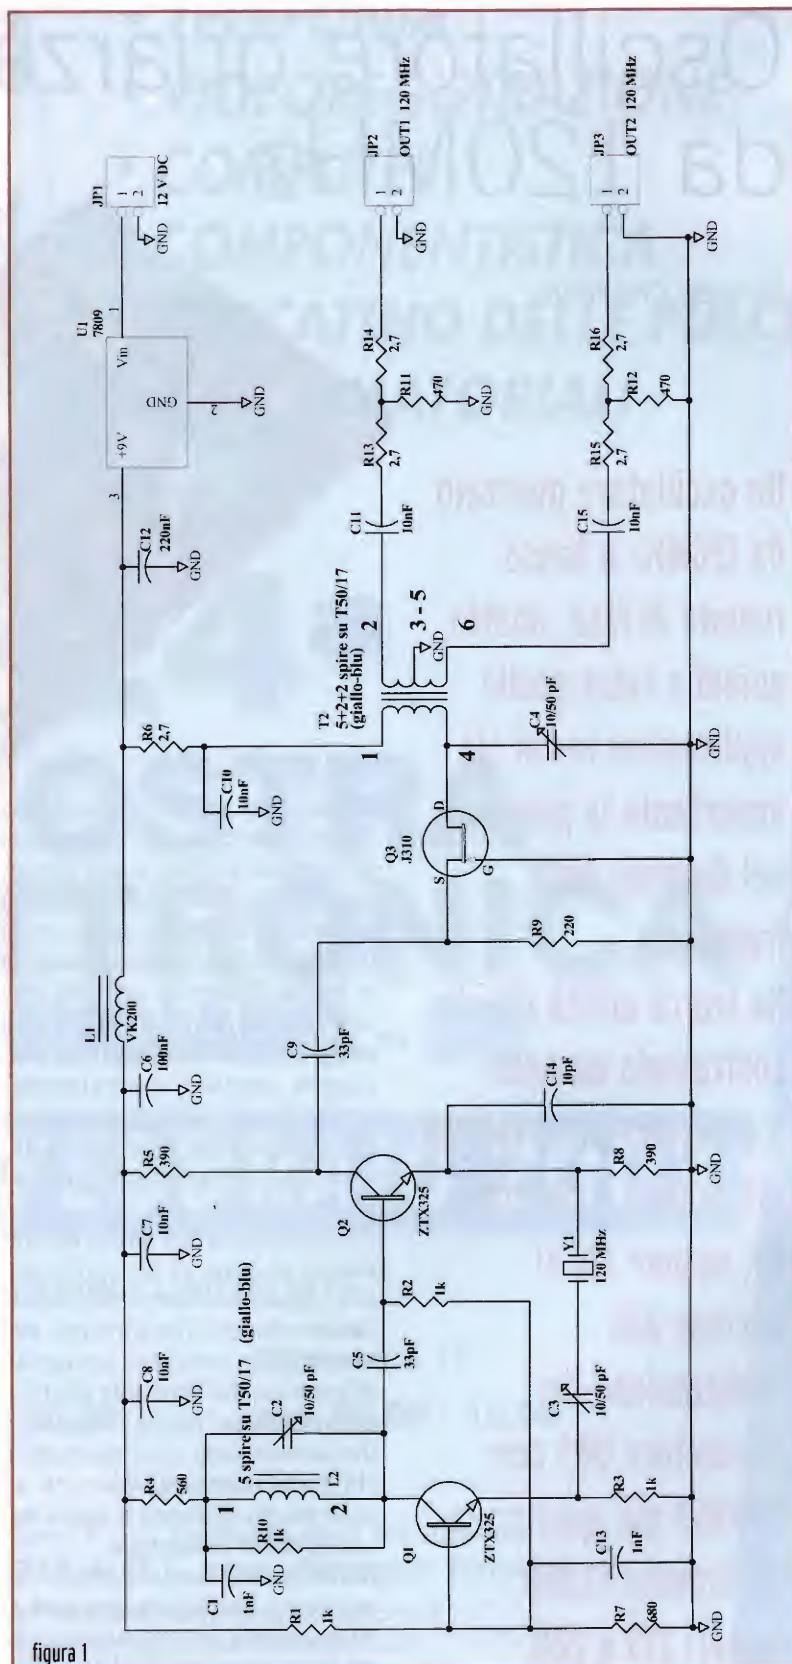 JP1
1
2
12 V DC
GND
U1
7809
Vin
1
GND
2
GND
+9V
3
C12
220nF
GND
JP2
1
2
OUT1 120 MHz
GND
R14
2,7
R11
470
GND
R13
2,7
C11
10nF
JP3
1
2
OUT2 120 MHz
GND
R16
2,7
R12
470
R15
2,7
C15
10nF
T2
5+2+2 spire su T50/17
(giallo-blu)
1
2
3 - 5
GND
6
4
C4
10/50 pF
GND
R6
2,7
C10
10nF
GND
Q3
J310
D
S
G
R9
220
L1
VK200
C6
100nF
GND
C9
33pF
C14
10pF
R5
390
Q2
ZTX325
R8
390
GND
C7
10nF
GND
R2
1k
Y1
120 MHz
C5
33pF
C3
10/50 pF
C8
10nF
GND
5 spire su T50/17
(giallo-blu)
C2
10/50 pF
L2
R4
560
1
2
R10
1k
C1
1nF
GND
Q1
ZTX325
R3
1k
C13
1nF
R1
1k
R7
680
GND
figura 1